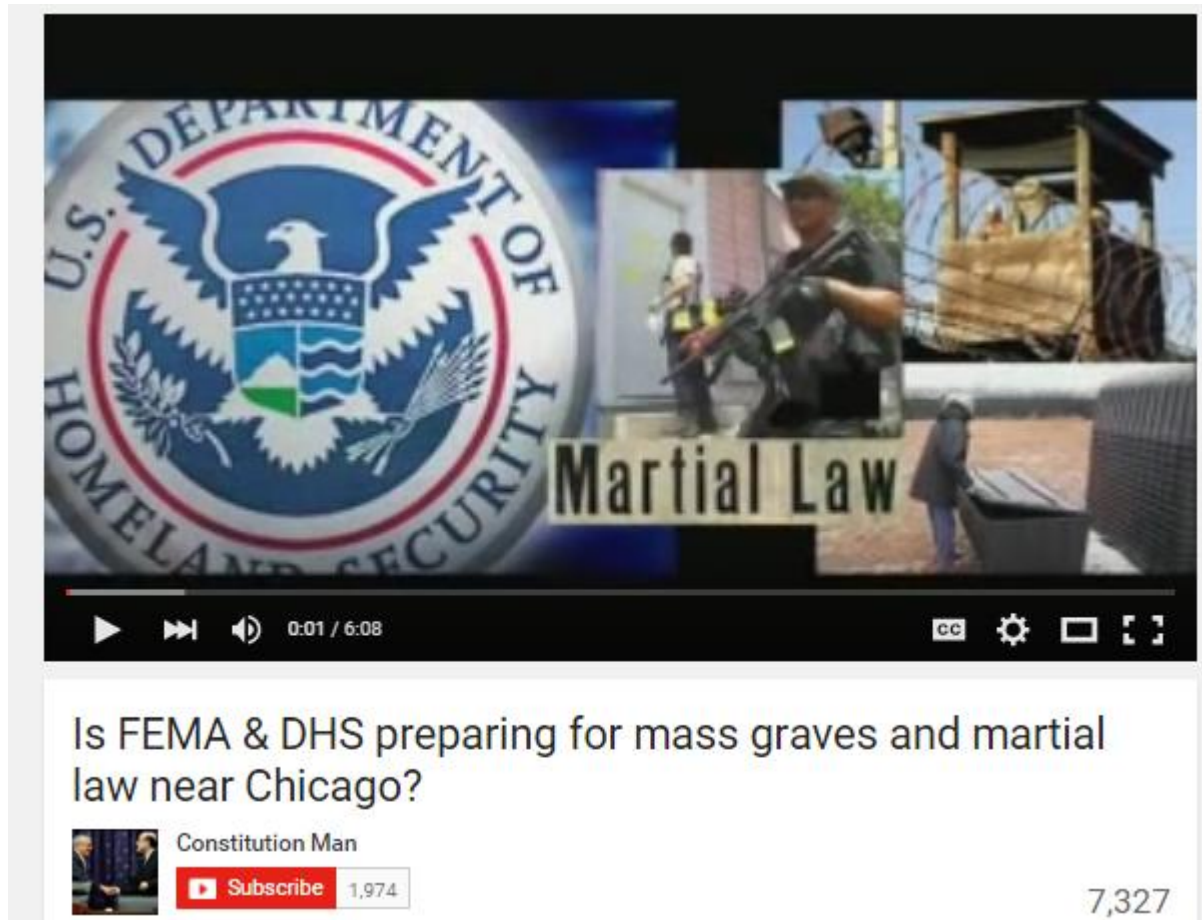 U.S. DEPARTMENT OF
HOMELAND SECURITY
Martial Law
0:01 / 6:08
CC
Is FEMA & DHS preparing for mass graves and martial
law near Chicago?
Constitution Man
Subscribe 1,974
7,327